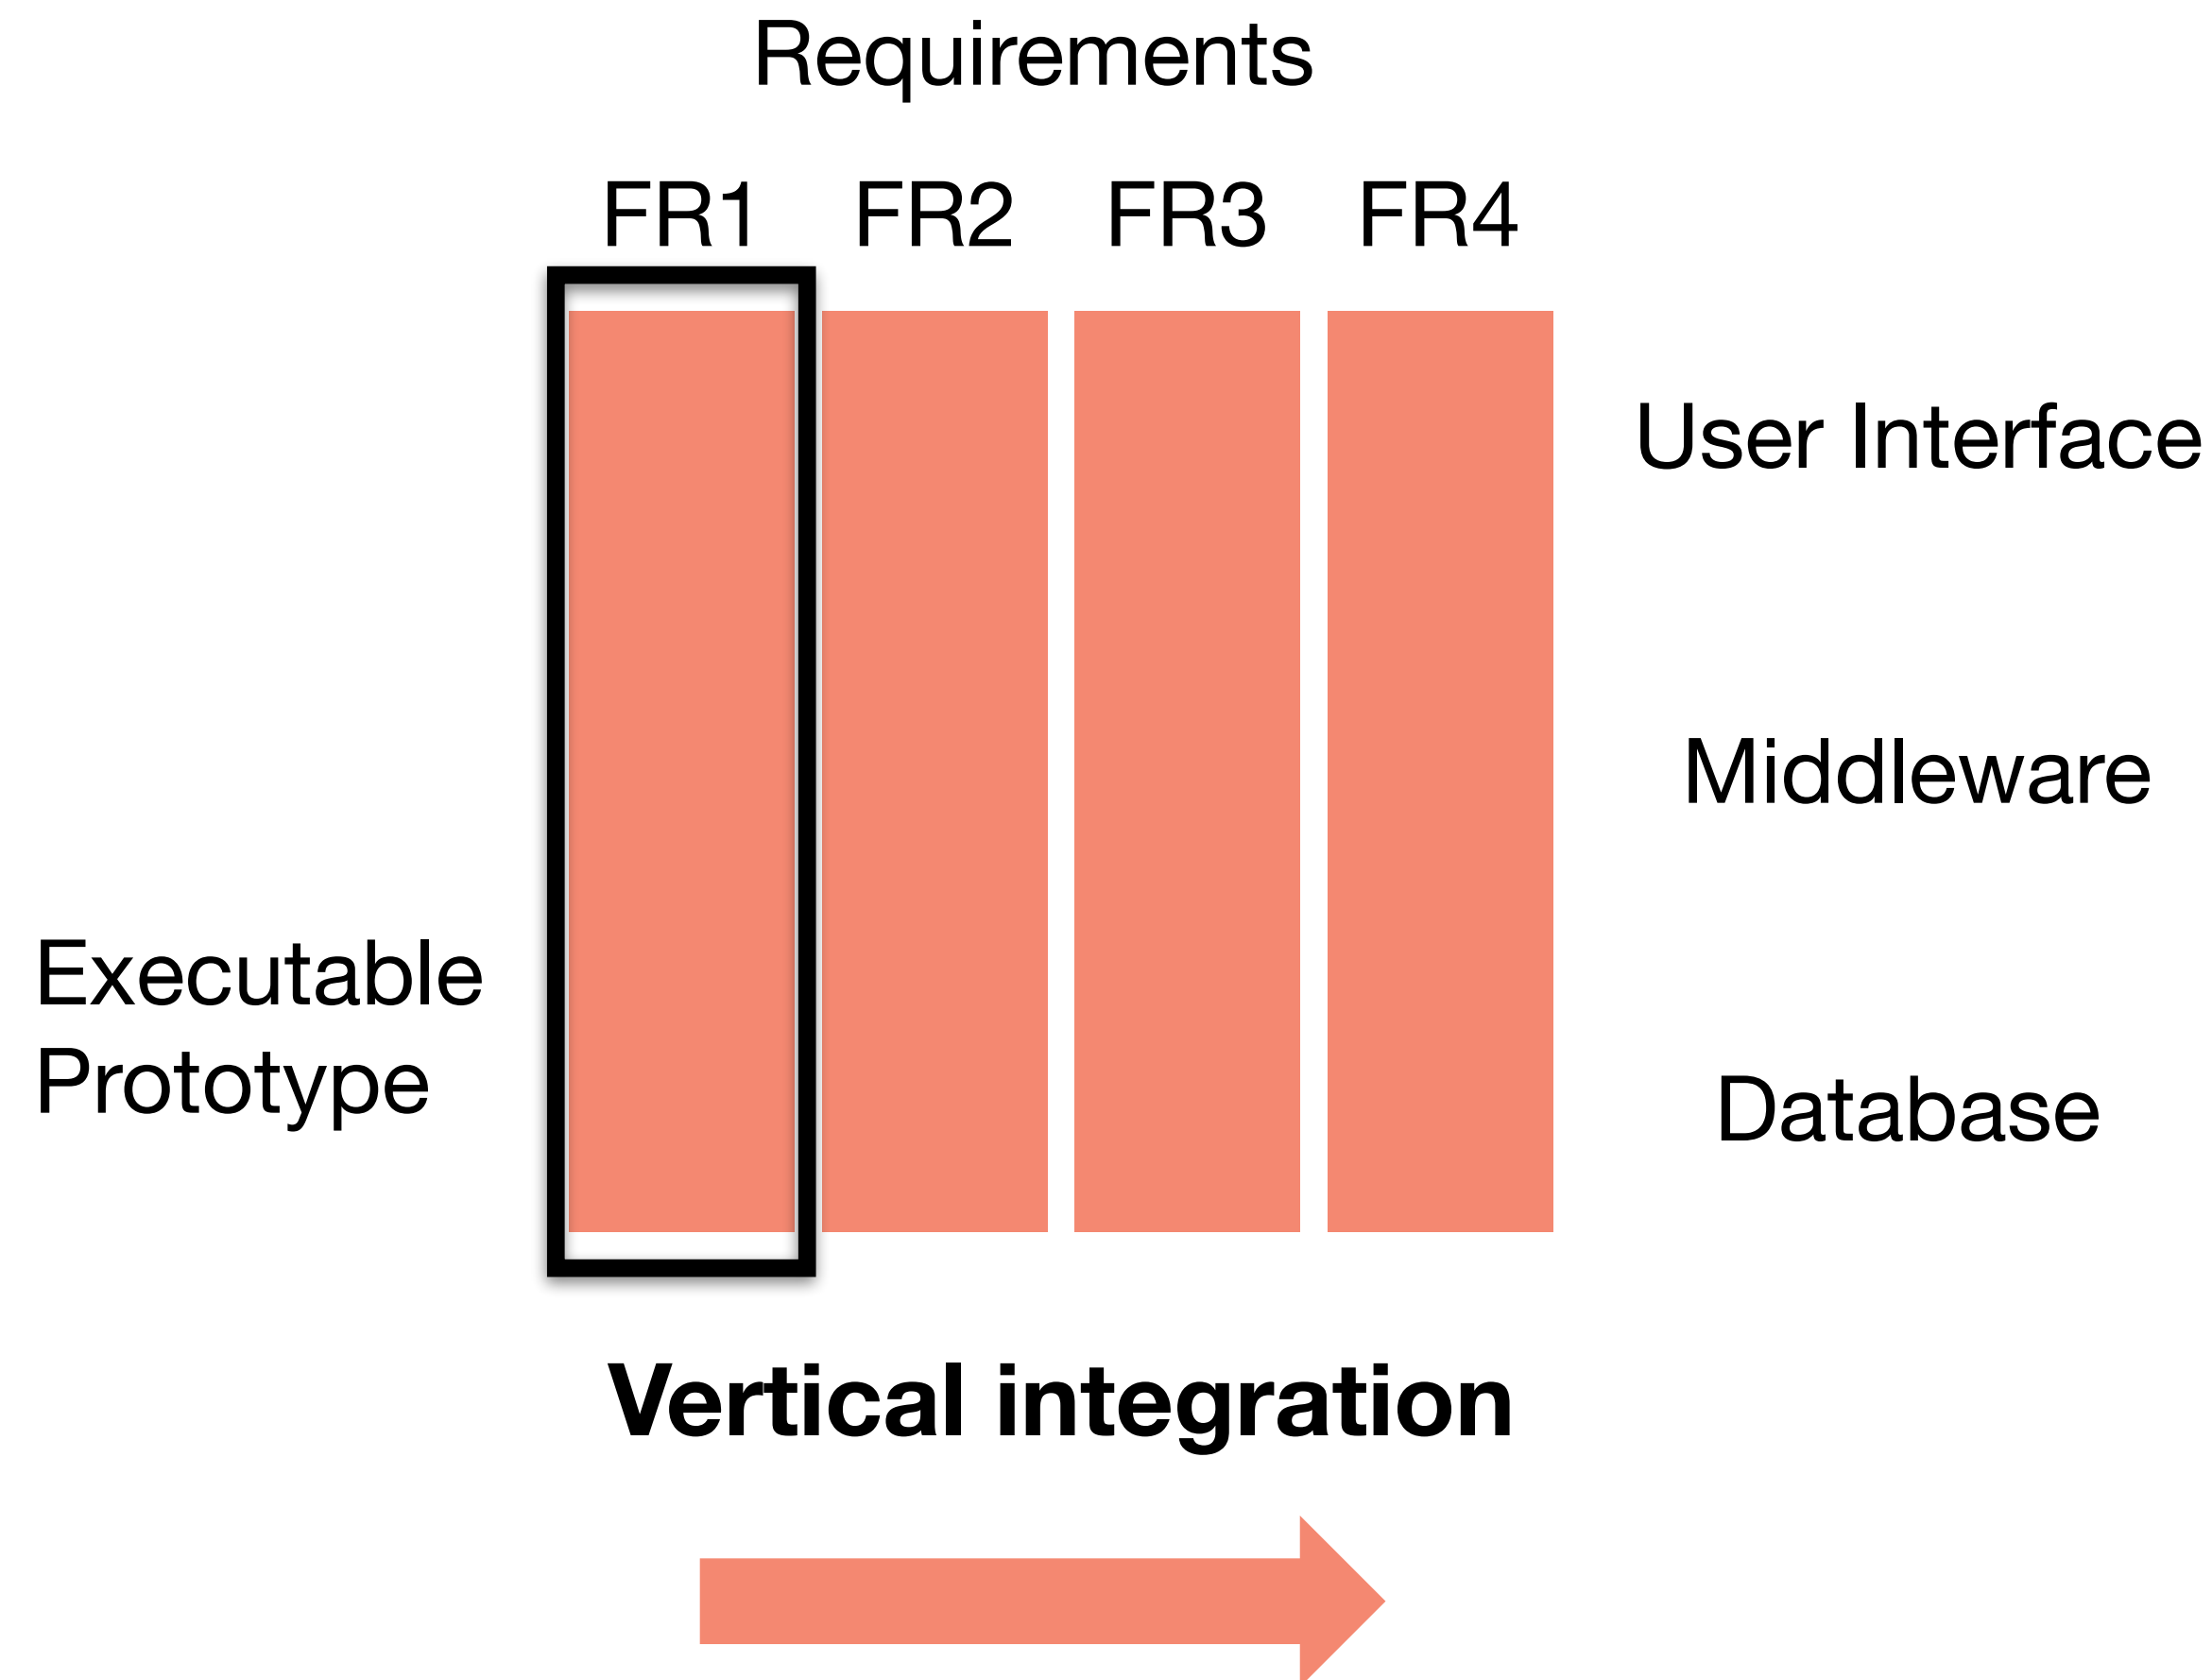 Requirements
FR1 FR2 FR3 FR4
User Interface
Middleware
Executable
Prototype
Database
Vertical integration